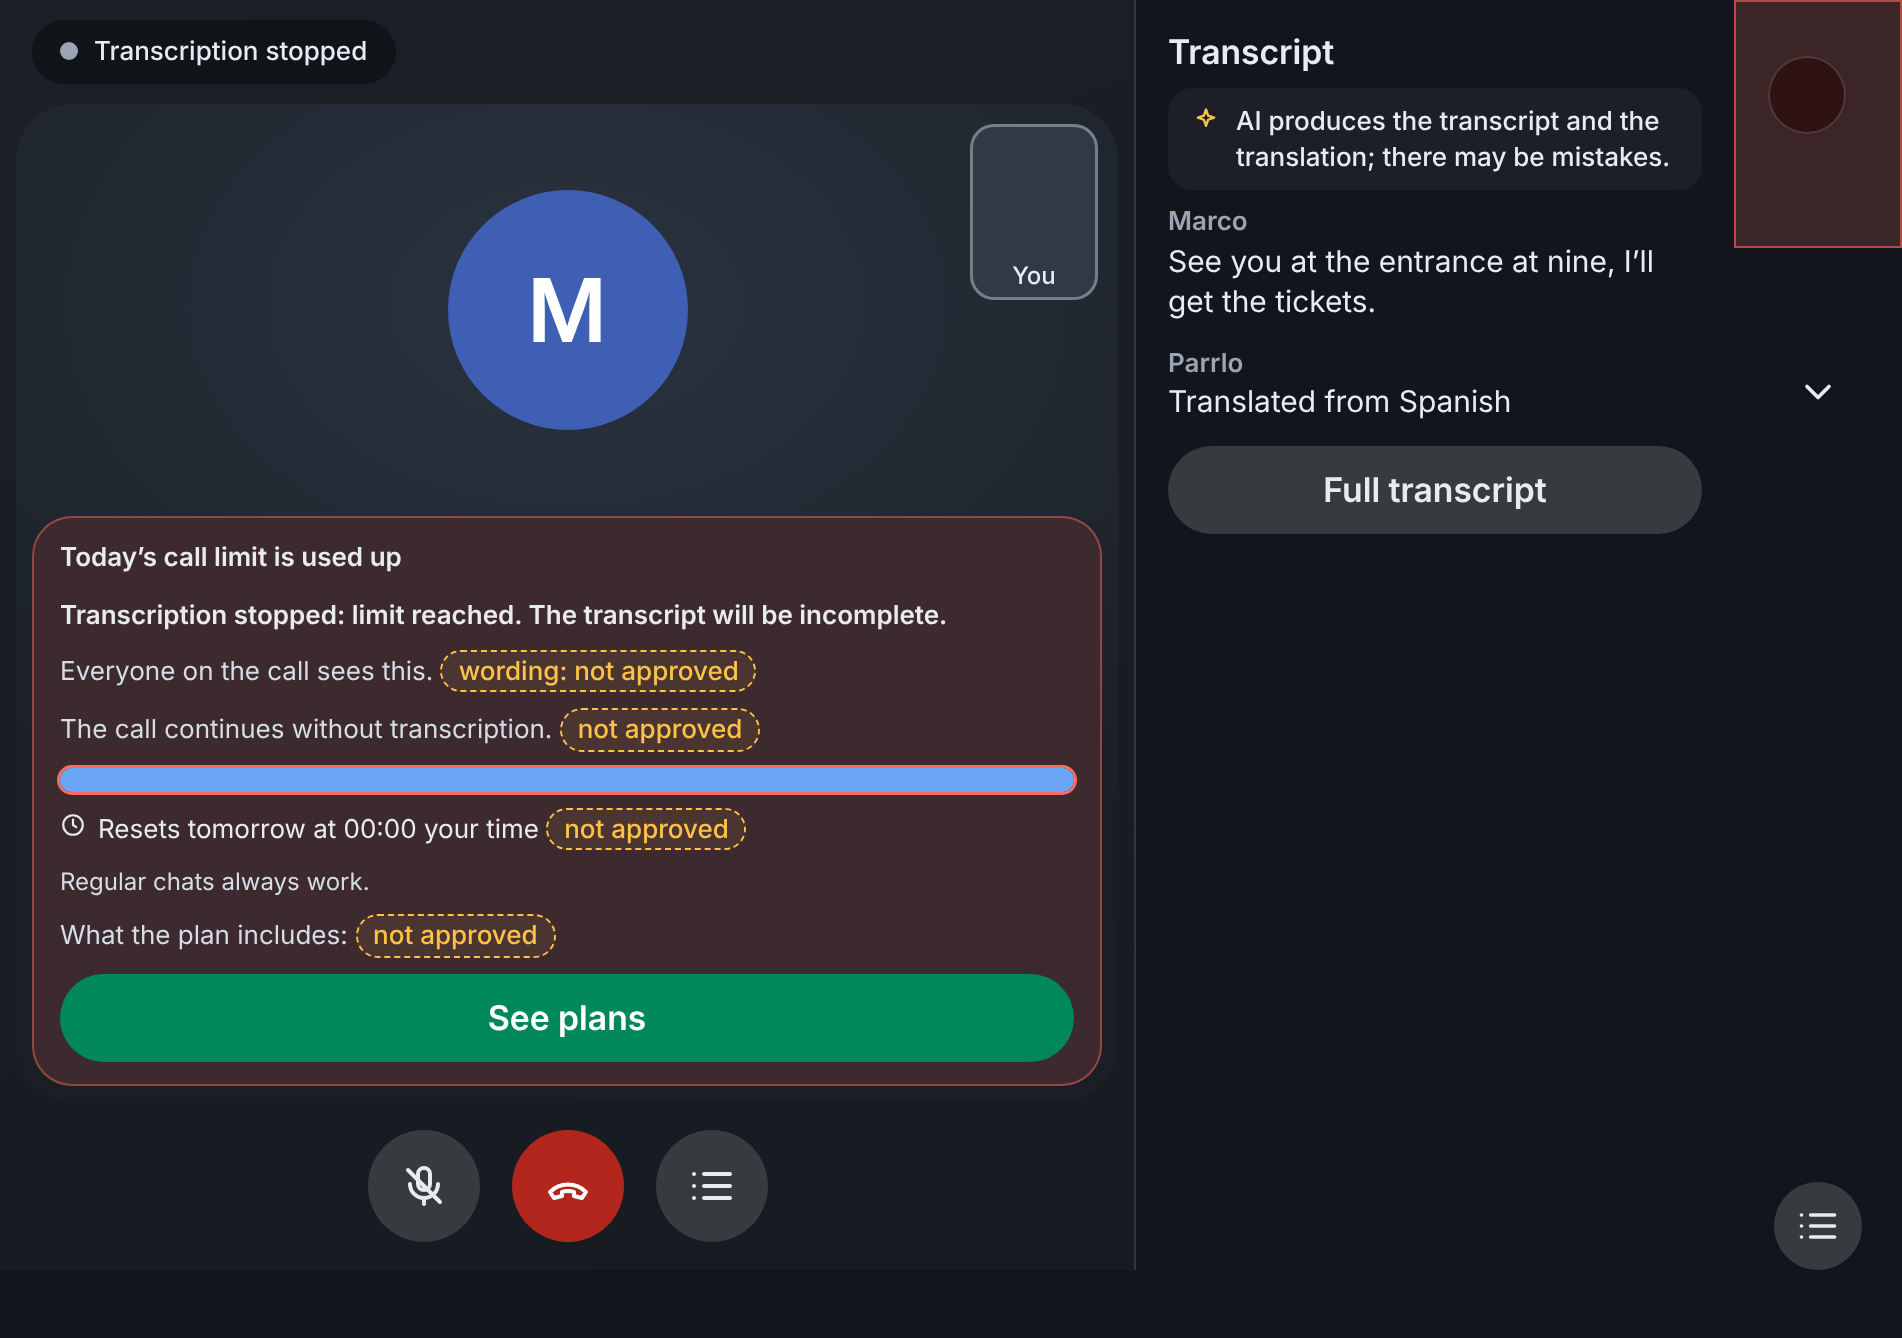 Transcription stopped
M
You
Today’s call limit is used up
Transcription stopped: limit reached. The transcript will be incomplete.
Everyone on the call sees this. wording: not approved
The call continues without transcription. not approved
Resets tomorrow at 00:00 your time not approved
Regular chats always work.
What the plan includes: not approved
See plans
Transcript
AI produces the transcript and the
translation; there may be mistakes.
Marco
See you at the entrance at nine, I’ll
get the tickets.
Parrlo
Translated from Spanish
Full transcript